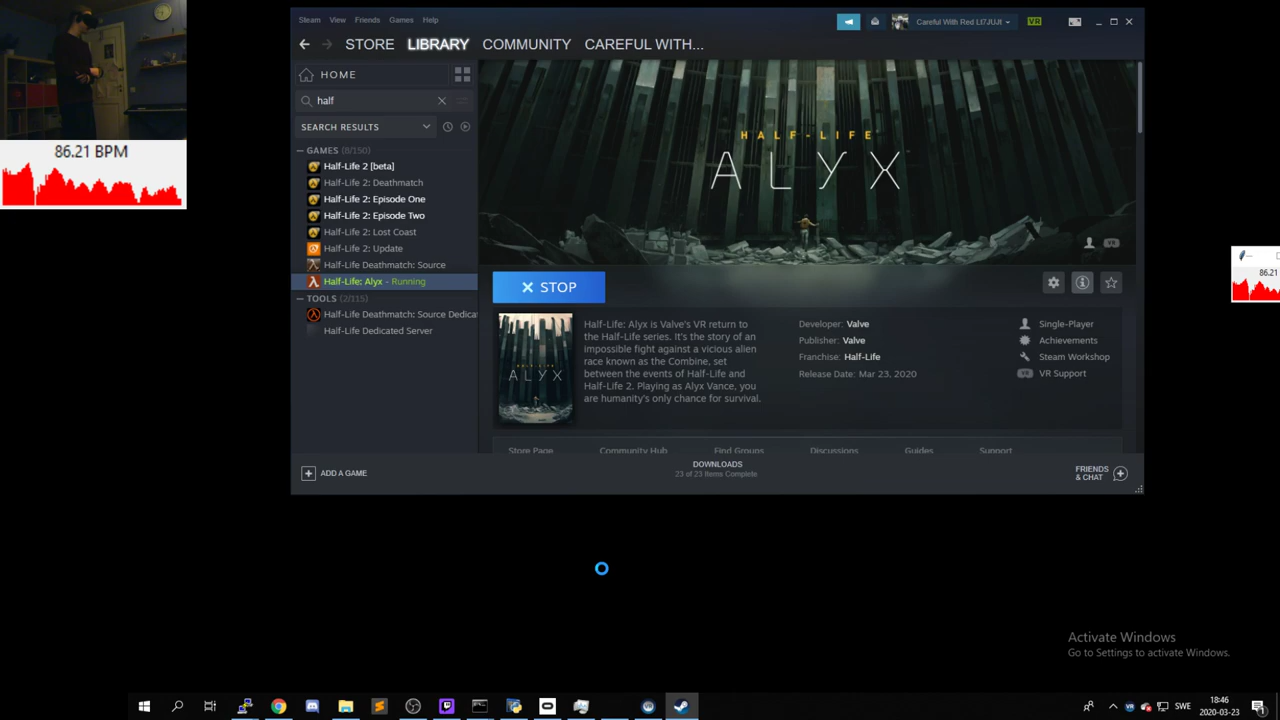 86.21 BPM
Steam View Friends Games Help
Careful With Red Lt7JUJt
VR
STORE LIBRARY COMMUNITY CAREFUL WITH...
HOME
half
SEARCH RESULTS
GAMES (8/150)
Half-Life 2 [beta]
Half-Life 2: Deathmatch
Half-Life 2: Episode One
Half-Life 2: Episode Two
Half-Life 2: Lost Coast
Half-Life 2: Update
Half-Life Deathmatch: Source
Half-Life: Alyx - Running
TOOLS (2/115)
Half-Life Deathmatch: Source Dedica
Half-Life Dedicated Server
HALF-LIFE
ALYX
STOP
HALF-LIFE
ALYX
Half-Life: Alyx is Valve's VR return to
the Half-Life series. It's the story of an
impossible fight against a vicious alien
race known as the Combine, set
between the events of Half-Life and
Half-Life 2. Playing as Alyx Vance, you
are humanity's only chance for survival.
Developer: Valve
Publisher: Valve
Franchise: Half-Life
Release Date: Mar 23, 2020
Single-Player
Achievements
Steam Workshop
VR Support
Store Page Community Hub Find Groups Discussions Guides Support
ADD A GAME
DOWNLOADS
23 of 23 Items Complete
FRIENDS
& CHAT
86.21
Activate Windows
Go to Settings to activate Windows.
SWE
18:46
2020-03-23
1